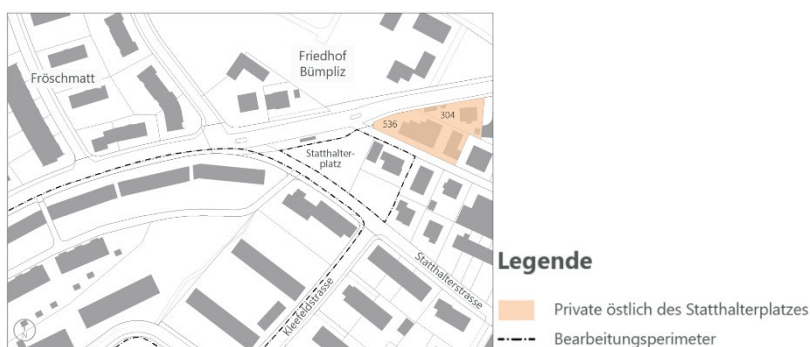 Friedhof
Bümpliz
Fröschmatt
304
536
Statthalter-
platz
Statthalterstrasse
Kleefeldstrasse
N
Legende
Private östlich des Statthalterplatzes
Bearbeitungsperimeter